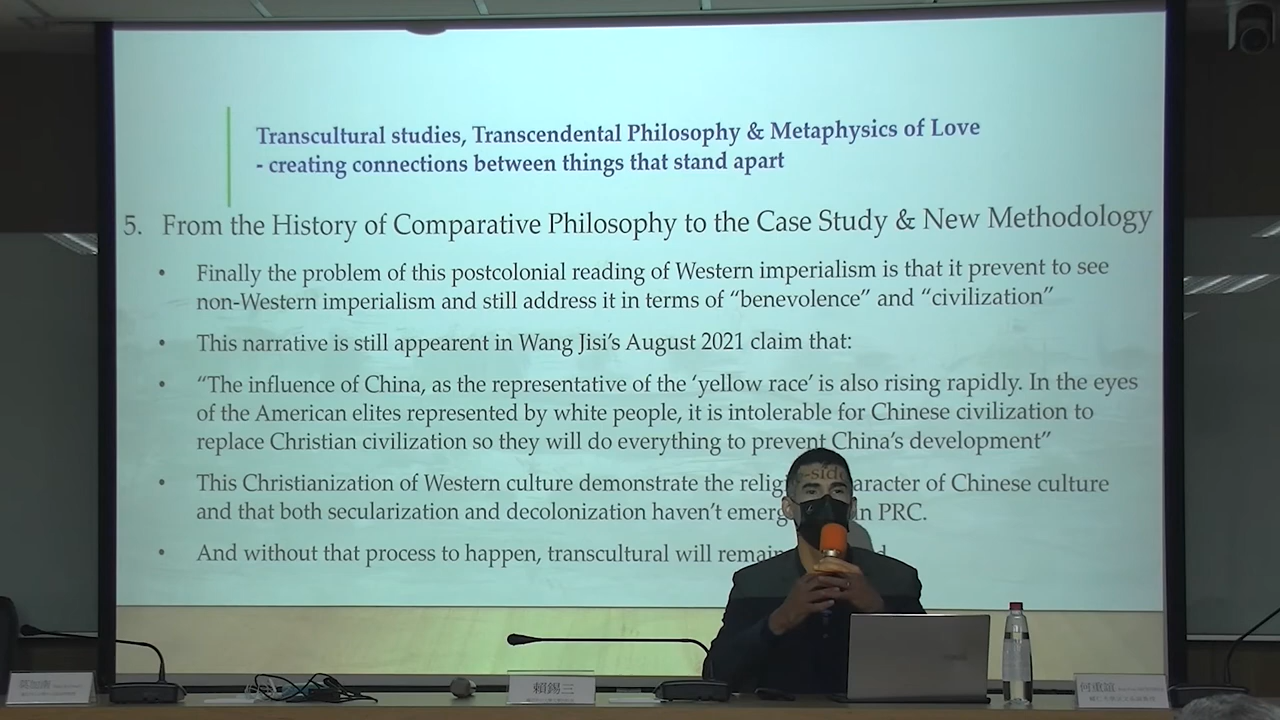 Transcultural studies, Transcendental Philosophy & Metaphysics of Love
- creating connections between things that stand apart
5. From the History of Comparative Philosophy to the Case Study & New Methodology
• Finally the problem of this postcolonial reading of Western imperialism is that it prevent to see
non-Western imperialism and still address it in terms of “benevolence” and “civilization”
• This narrative is still appearent in Wang Jisi’s August 2021 claim that:
• “The influence of China, as the representative of the ‘yellow race’ is also rising rapidly. In the eyes
of the American elites represented by white people, it is intolerable for Chinese civilization to
replace Christian civilization so they will do everything to prevent China’s development”
• This Christianization of Western culture demonstrate the of Chinese culture
and that both secularization and decolonization haven’t in PRC.
• And without that process to happen, transcultural will
賴錫三
何重誼